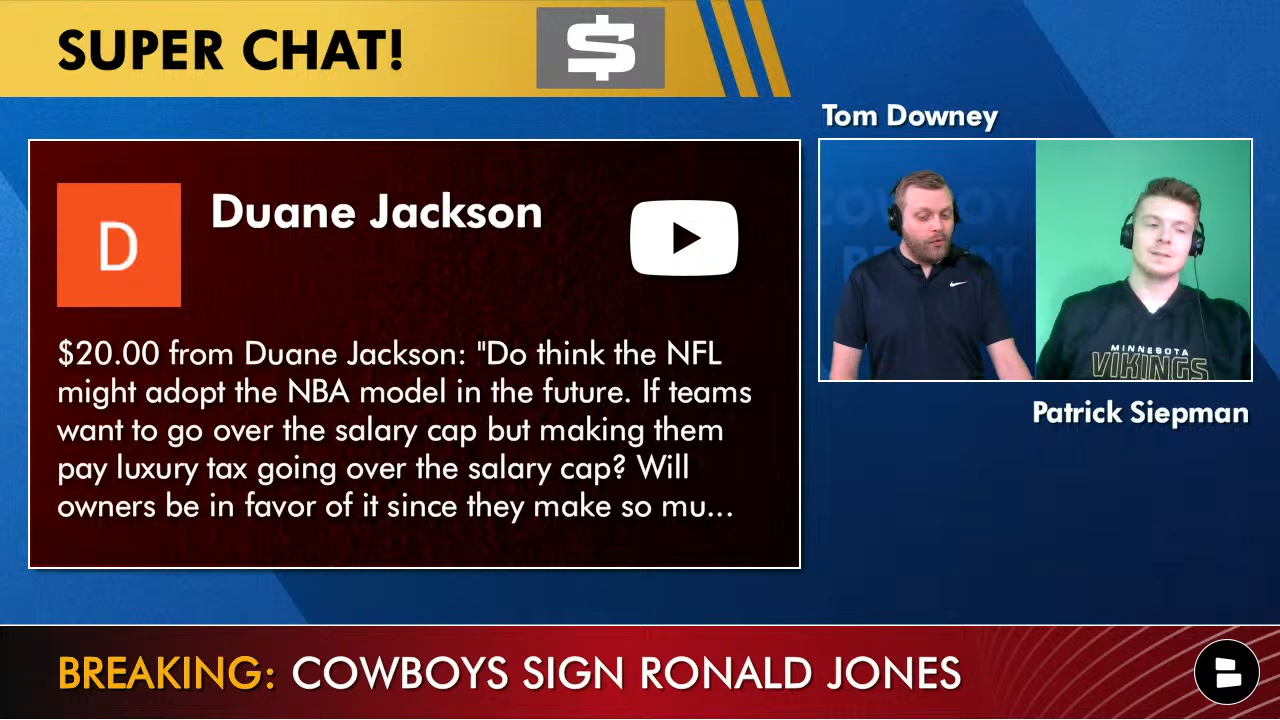 SUPER CHAT!
$
Tom Downey
D
Duane Jackson
$20.00 from Duane Jackson: "Do think the NFL
might adopt the NBA model in the future. If teams
want to go over the salary cap but making them
pay luxury tax going over the salary cap? Will
owners be in favor of it since they make so mu...
MINNESOTA
VIKINGS
Patrick Siepman
BREAKING: COWBOYS SIGN RONALD JONES